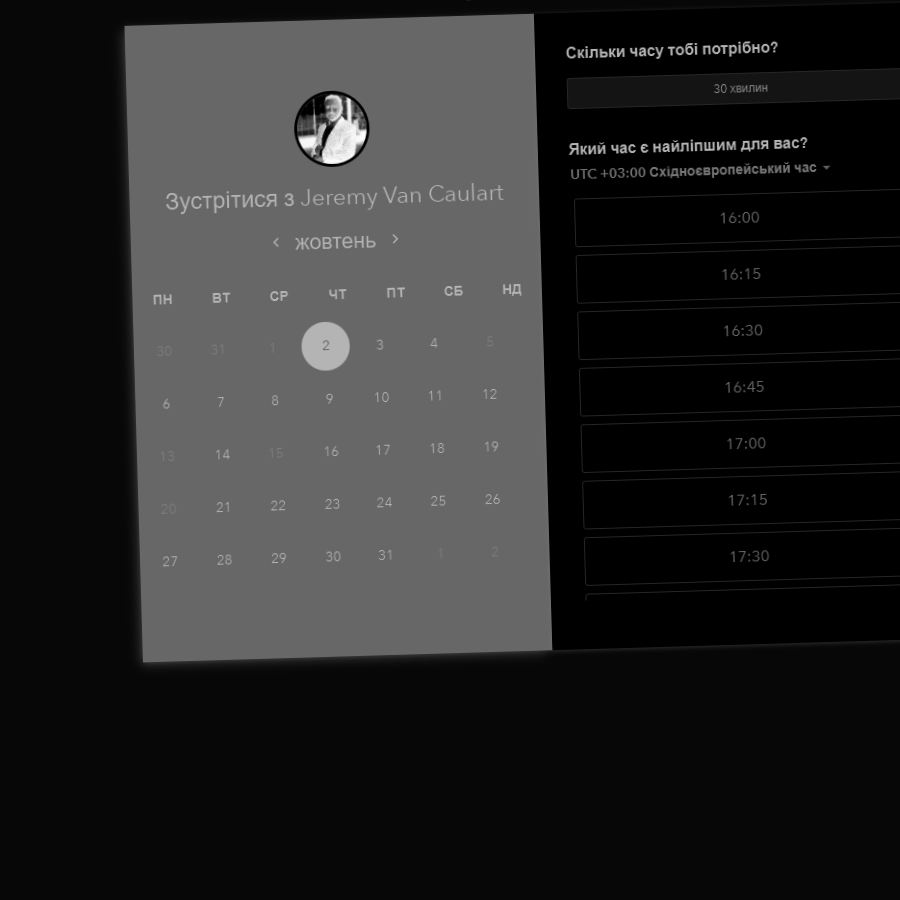 Зустрітися з Jeremy Van Caulart
жовтень
ПН ВТ СР ЧТ ПТ СБ НД
30 31 1 2 3 4 5
6 7 8 9 10 11 12
13 14 15 16 17 18 19
20 21 22 23 24 25 26
27 28 29 30 31 1 2
Скільки часу тобі потрібно?
30 хвилин
Який час є найліпшим для вас?
UTC +03:00 Східноєвропейський час
16:00
16:15
16:30
16:45
17:00
17:15
17:30